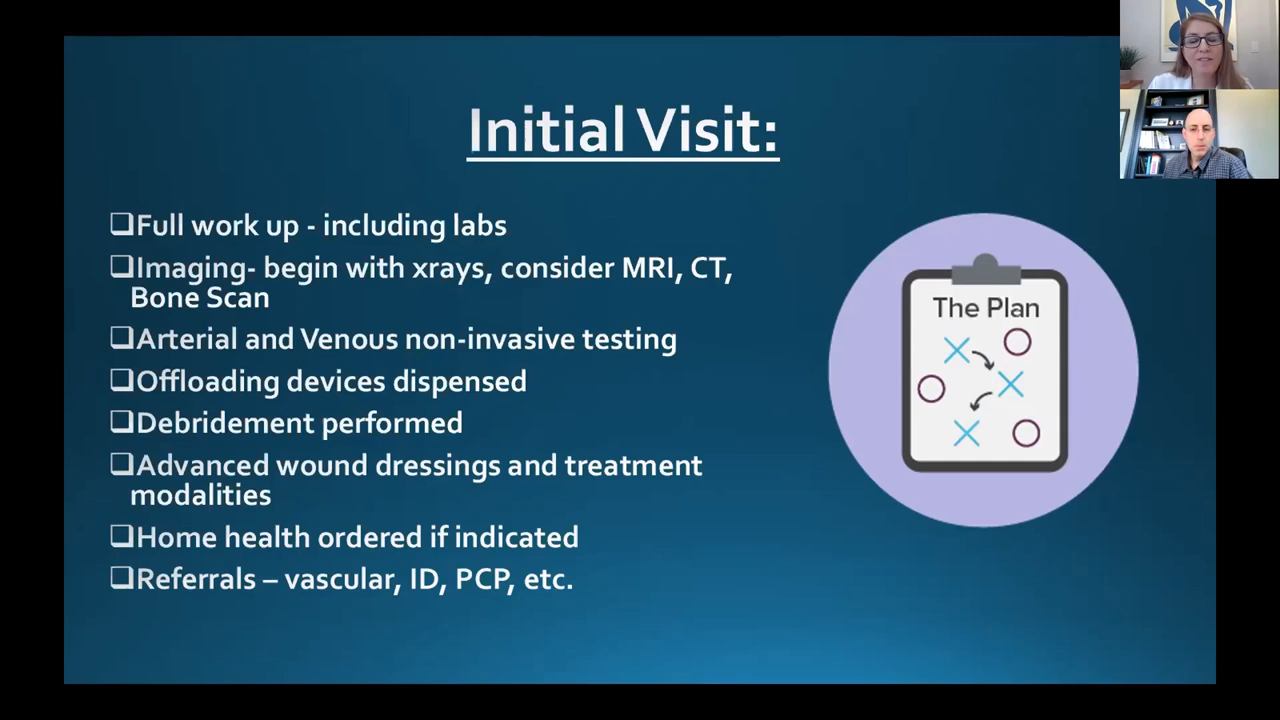 Initial Visit:
❑Full work up - including labs
❑Imaging- begin with xrays, consider MRI, CT,
Bone Scan
❑Arterial and Venous non-invasive testing
❑Offloading devices dispensed
❑Debridement performed
❑Advanced wound dressings and treatment
modalities
❑Home health ordered if indicated
❑Referrals – vascular, ID, PCP, etc.
The Plan